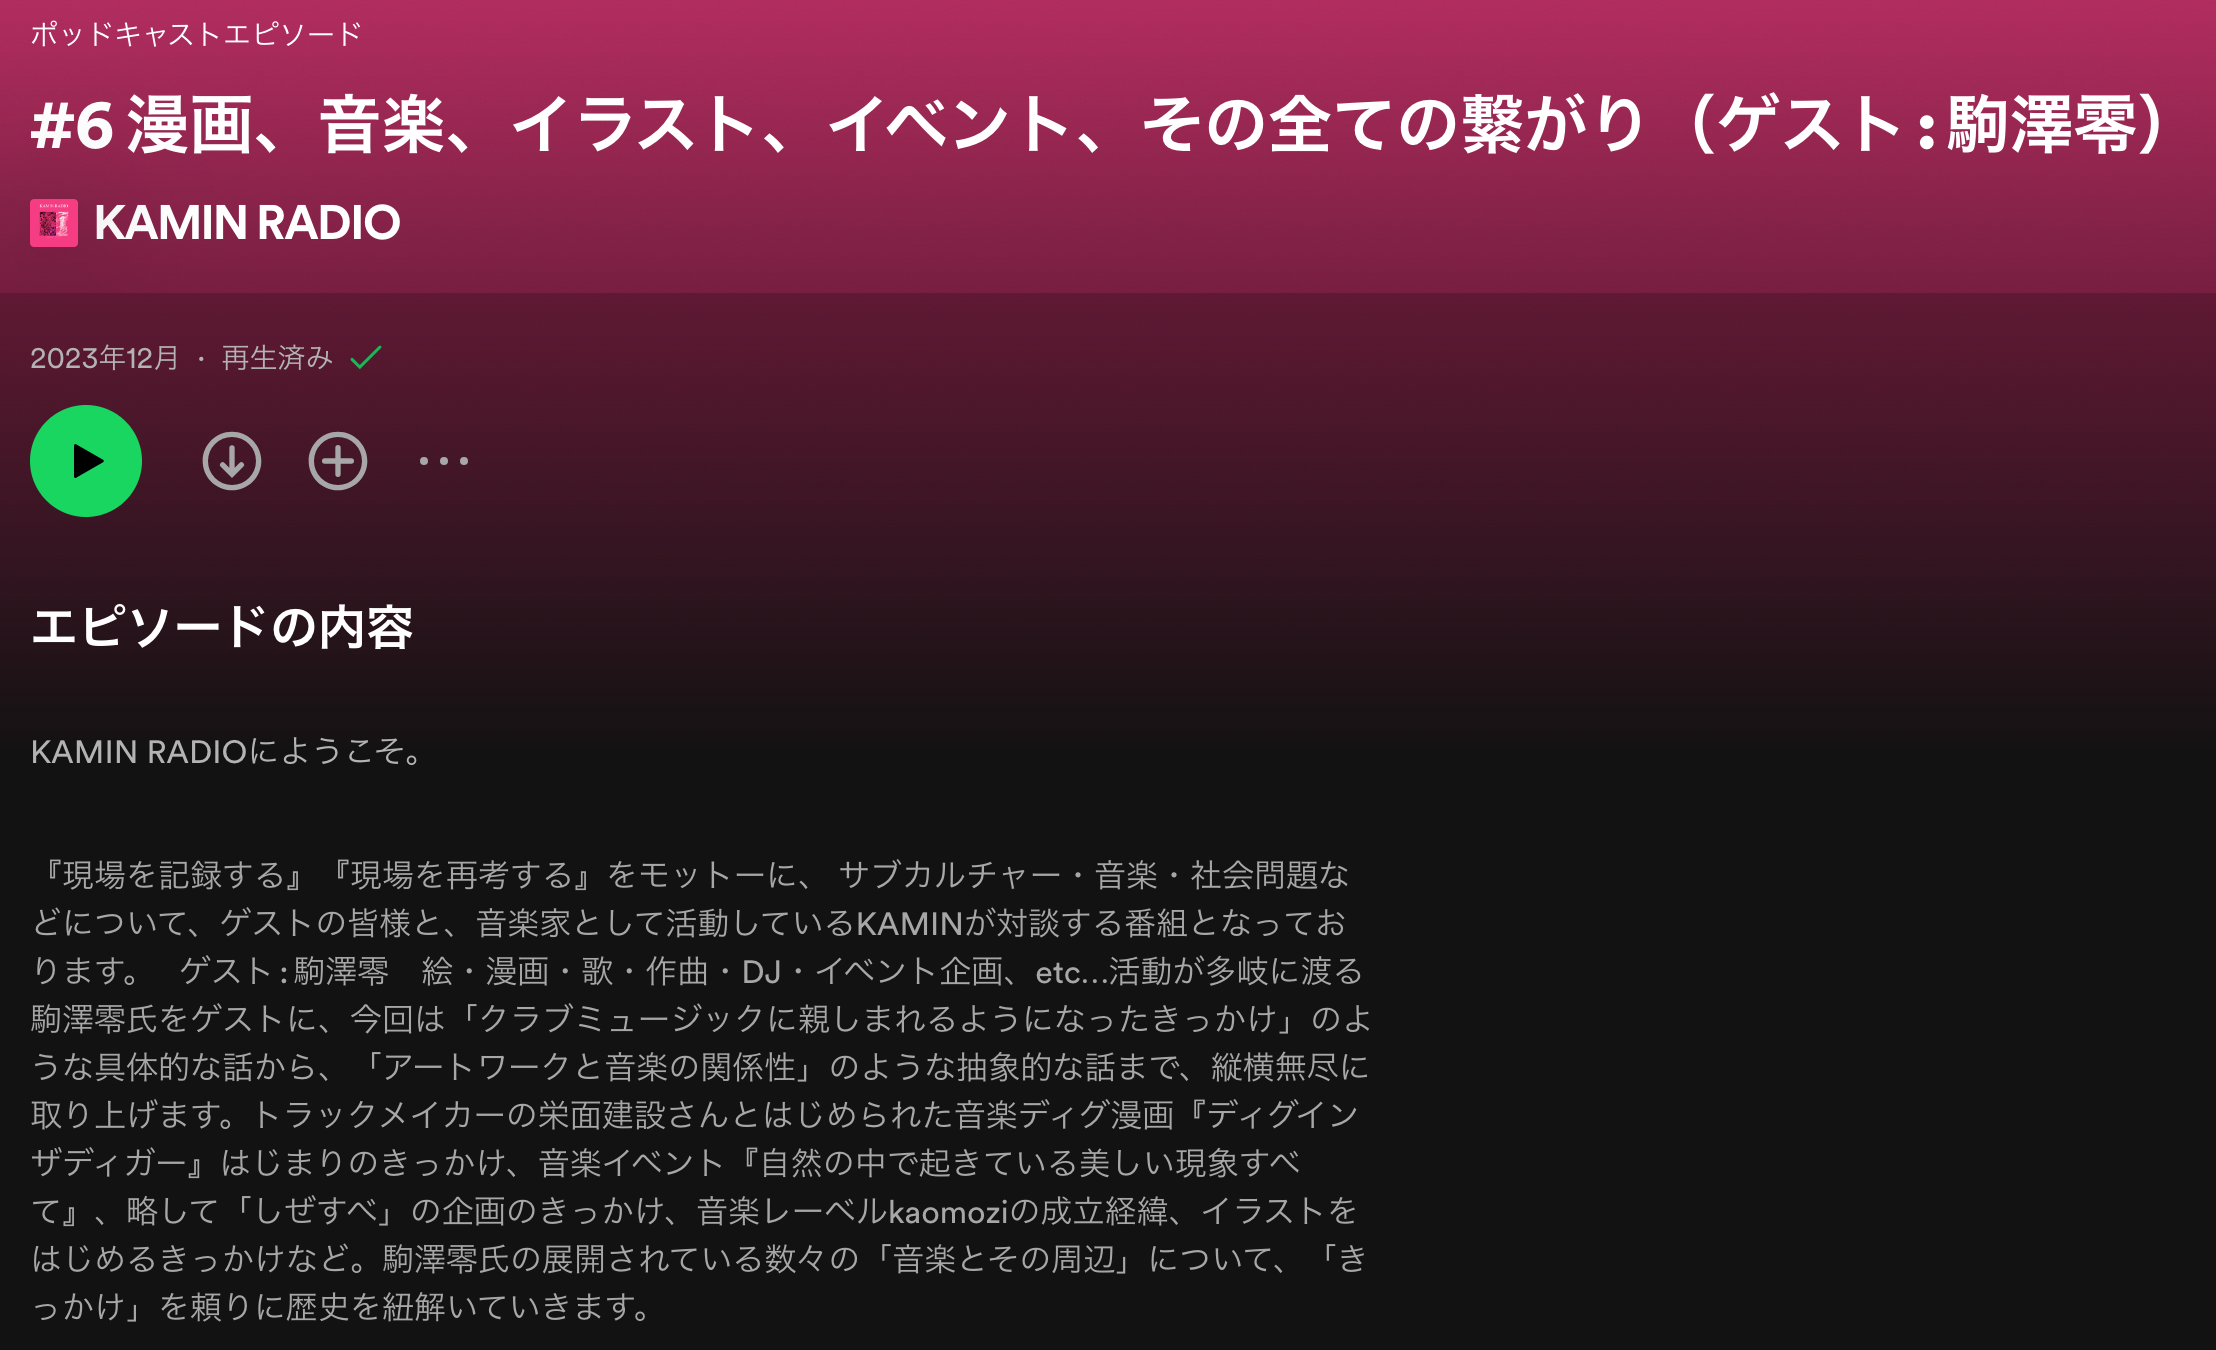 ポッドキャストエピソード
#6 漫画、音楽、イラスト、イベント、その全ての繋がり（ゲスト:駒澤零）
KAMIN RADIO
KAMIN RADIO
2023年12月 · 再生済み
エピソードの内容
KAMIN RADIOにようこそ。
『現場を記録する』『現場を再考する』をモットーに、 サブカルチャー・音楽・社会問題な
どについて、ゲストの皆様と、音楽家として活動しているKAMINが対談する番組となってお
ります。　ゲスト:駒澤零　絵・漫画・歌・作曲・DJ・イベント企画、etc...活動が多岐に渡る
駒澤零氏をゲストに、今回は「クラブミュージックに親しまれるようになったきっかけ」のよ
うな具体的な話から、「アートワークと音楽の関係性」のような抽象的な話まで、縦横無尽に
取り上げます。トラックメイカーの栄面建設さんとはじめられた音楽ディグ漫画『ディグイン
ザディガー』はじまりのきっかけ、音楽イベント『自然の中で起きている美しい現象すべ
て』、略して「しぜすべ」の企画のきっかけ、音楽レーベルkaomoziの成立経緯、イラストを
はじめるきっかけなど。駒澤零氏の展開されている数々の「音楽とその周辺」について、「き
っかけ」を頼りに歴史を紐解いていきます。